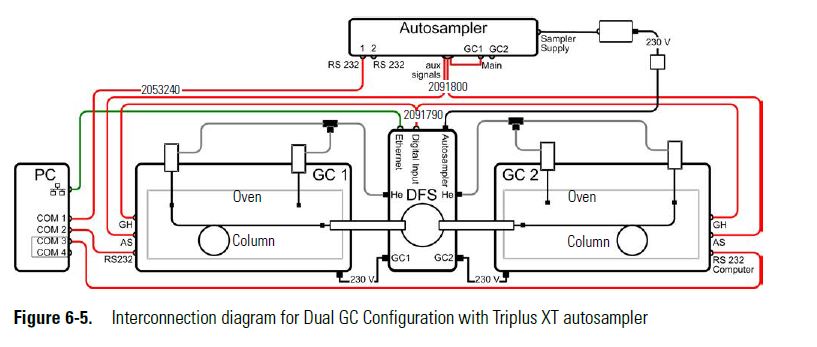 Autosampler
1 2
GC1 GC2
RS 232 RS 232
aux
signals
Main
Sampler
Supply
230 V
2053240
2091800
2091790
Ethernet
Digital Input
Autosampler
PC
GC 1
GC 2
Oven
Oven
He
DFS
He
COM 1
COM 2
COM 3
COM 4
GH
AS
RS232
Column
Column
GH
AS
RS 232
Computer
GC1
GC2
230 V
230 V
Figure 6-5. Interconnection diagram for Dual GC Configuration with Triplus XT autosampler